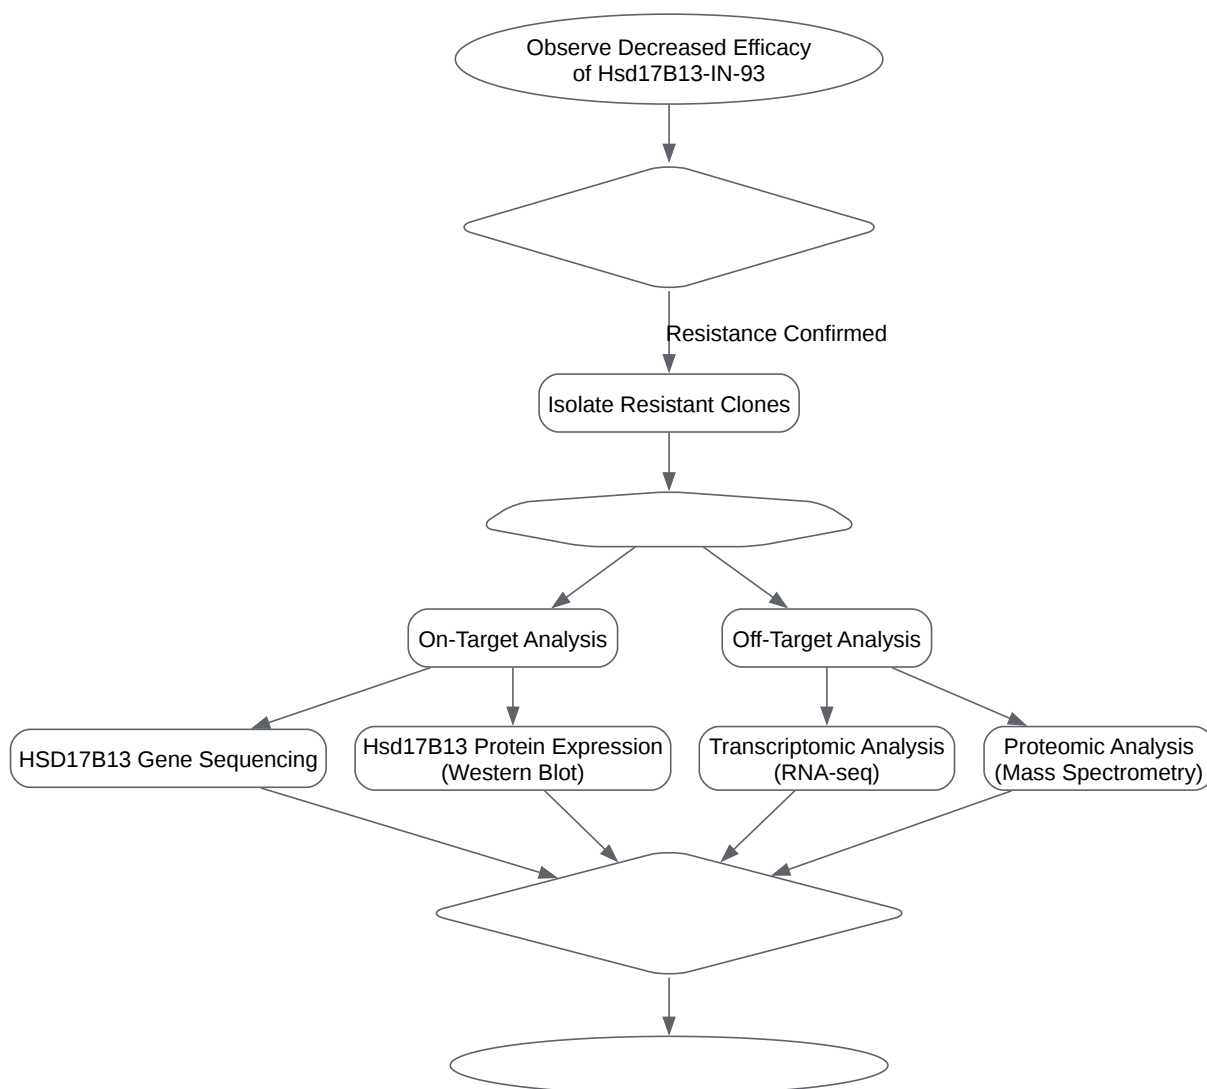 Observe Decreased Efficacy
of Hsd17B13-IN-93
Resistance Confirmed
Isolate Resistant Clones
On-Target Analysis
Off-Target Analysis
HSD17B13 Gene Sequencing
Hsd17B13 Protein Expression
(Western Blot)
Transcriptomic Analysis
(RNA-seq)
Proteomic Analysis
(Mass Spectrometry)